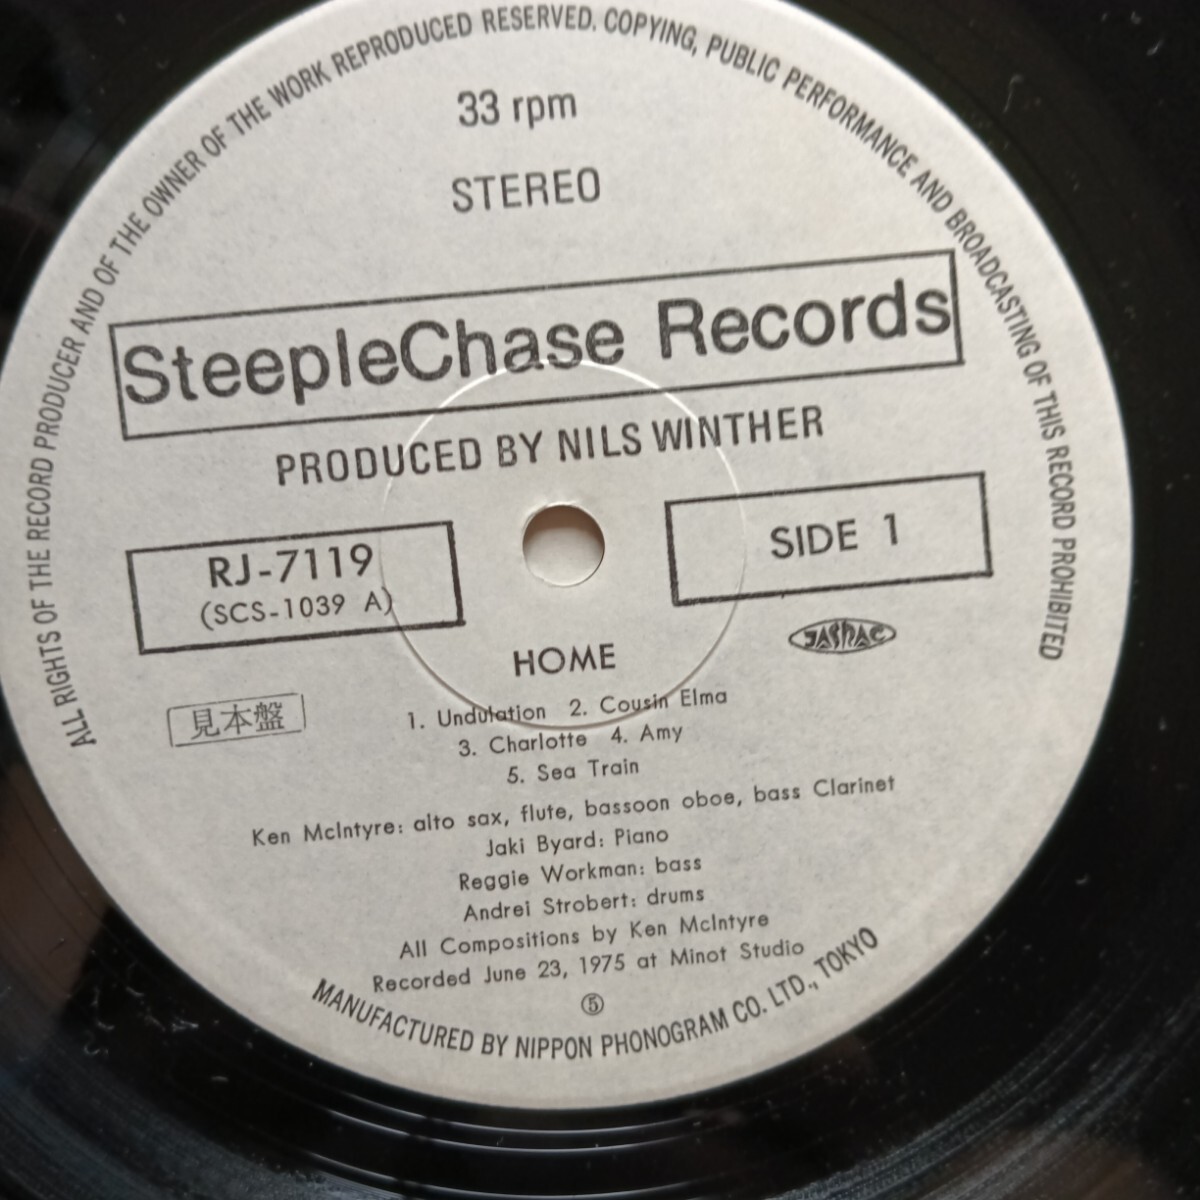 ALL RIGHTS OF THE RECORD PRODUCER AND OF THE OWNER OF THE WORK REPRODUCED RESERVED. COPYING, PUBLIC PERFORMANCE AND BROADCASTING OF THIS RECORD PROHIBITED
33 rpm
STEREO
SteepleChase Records
PRODUCED BY NILS WINTHER
RJ-7119
(SCS-1039 A)
SIDE 1
JASRAC
HOME
見本盤
1. Undulation 2. Cousin Elma
3. Charlotte 4. Amy
5. Sea Train
Ken McIntyre: alto sax, flute, bassoon oboe, bass Clarinet
Jaki Byard: Piano
Reggie Workman: bass
Andrei Strobert: drums
All Compositions by Ken McIntyre
Recorded June 23, 1975 at Minot Studio
⑤
MANUFACTURED BY NIPPON PHONOGRAM CO. LTD., TOKYO